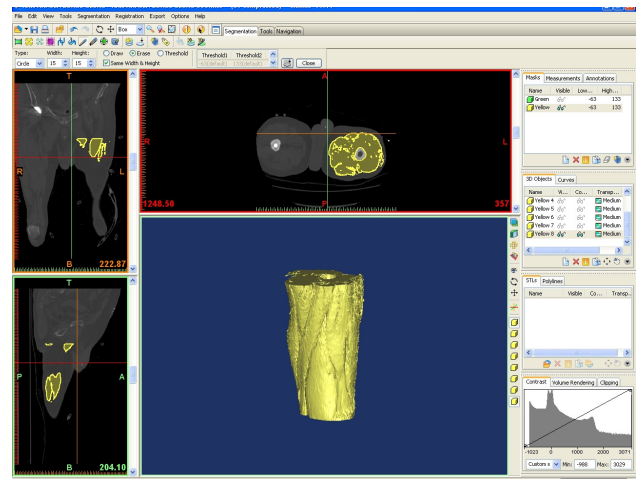 File Edit View Tools Segmentation Registration Export Options Help
Box Segmentation Tools Navigation
Type: Width: Height: Draw Erase Threshold Threshold1 Threshold2
Circle 15 15 Same Width & Height Close
Masks Measurements Annotations
Name Visible Low... High...
Green -63 133
Yellow -63 133
3D Objects Curves
Name V... Co... Transp...
Yellow 4 Medium
Yellow 5 Medium
Yellow 6 Medium
Yellow 7 Medium
Yellow 8 Medium
STLs Polylines
Name Visible Co... Transp..
Contrast Volume Rendering Clipping
-1023 0 1000 2000 3071
Custom s Min: -988 Max: 3029
T
R L
B 222.87
A
R L
1248.50 P 357
T
P A
B 204.10